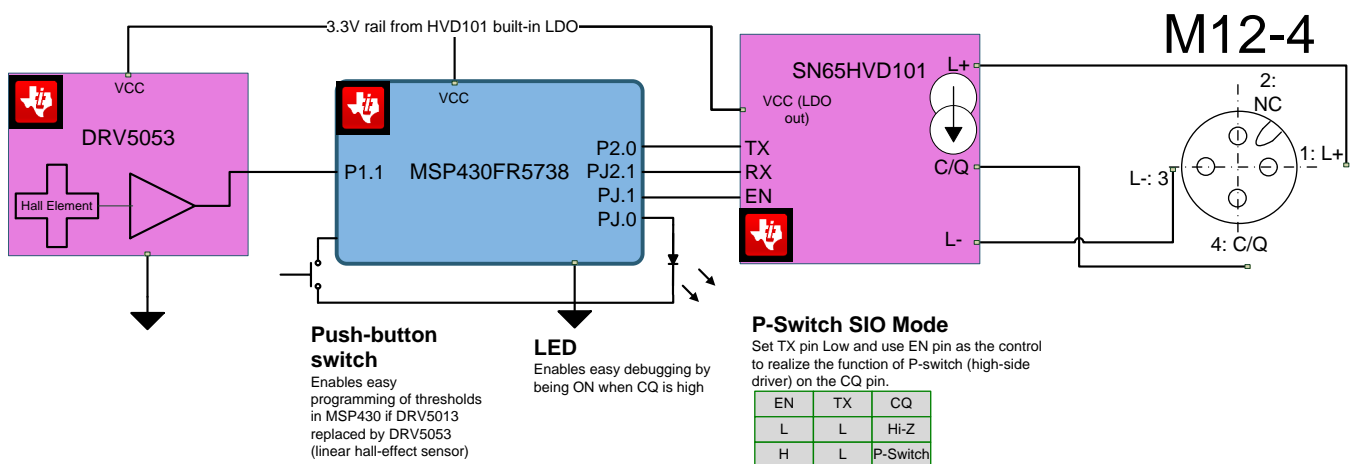 3.3V rail from HVD101 built-in LDO
M12-4
VCC
DRV5053
Hall Element
VCC
P1.1
MSP430FR5738
P2.0
PJ2.1
PJ.1
PJ.0
SN65HVD101
L+
VCC (LDO
out)
TX
RX
EN
C/Q
L-
2:
NC
1: L+
L-: 3
4: C/Q
Push-button
switch
Enables easy
programming of thresholds
in MSP430 if DRV5013
replaced by DRV5053
(linear hall-effect sensor)
LED
Enables easy debugging by
being ON when CQ is high
P-Switch SIO Mode
Set TX pin Low and use EN pin as the control
to realize the function of P-switch (high-side
driver) on the CQ pin.
EN TX CQ
L L Hi-Z
H L P-Switch